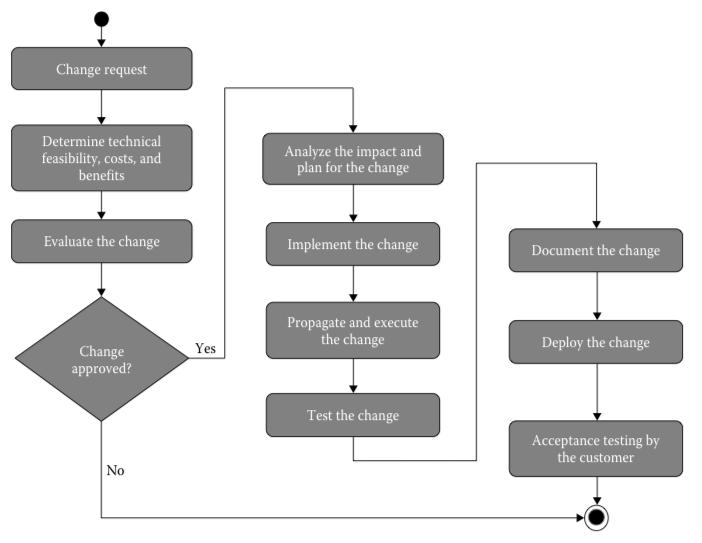 Change request
Determine technical
feasibility, costs, and
benefits
Evaluate the change
Change
approved?
Yes
No
Analyze the impact and
plan for the change
Implement the change
Propagate and execute
the change
Test the change
Document the change
Deploy the change
Acceptance testing by
the customer